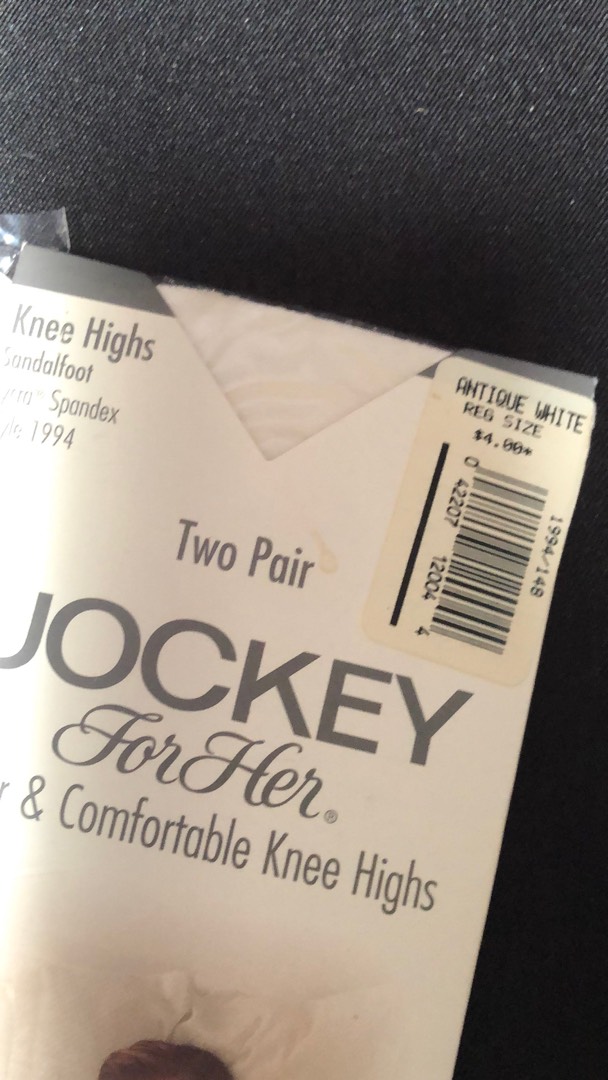 Knee Highs
Sandalfoot
Spandex
1994
ANTIQUE WHITE
REG SIZE
$4.00*
0 42207 12004 4
1994/148
Two Pair
JOCKEY
For Her®
& Comfortable Knee Highs